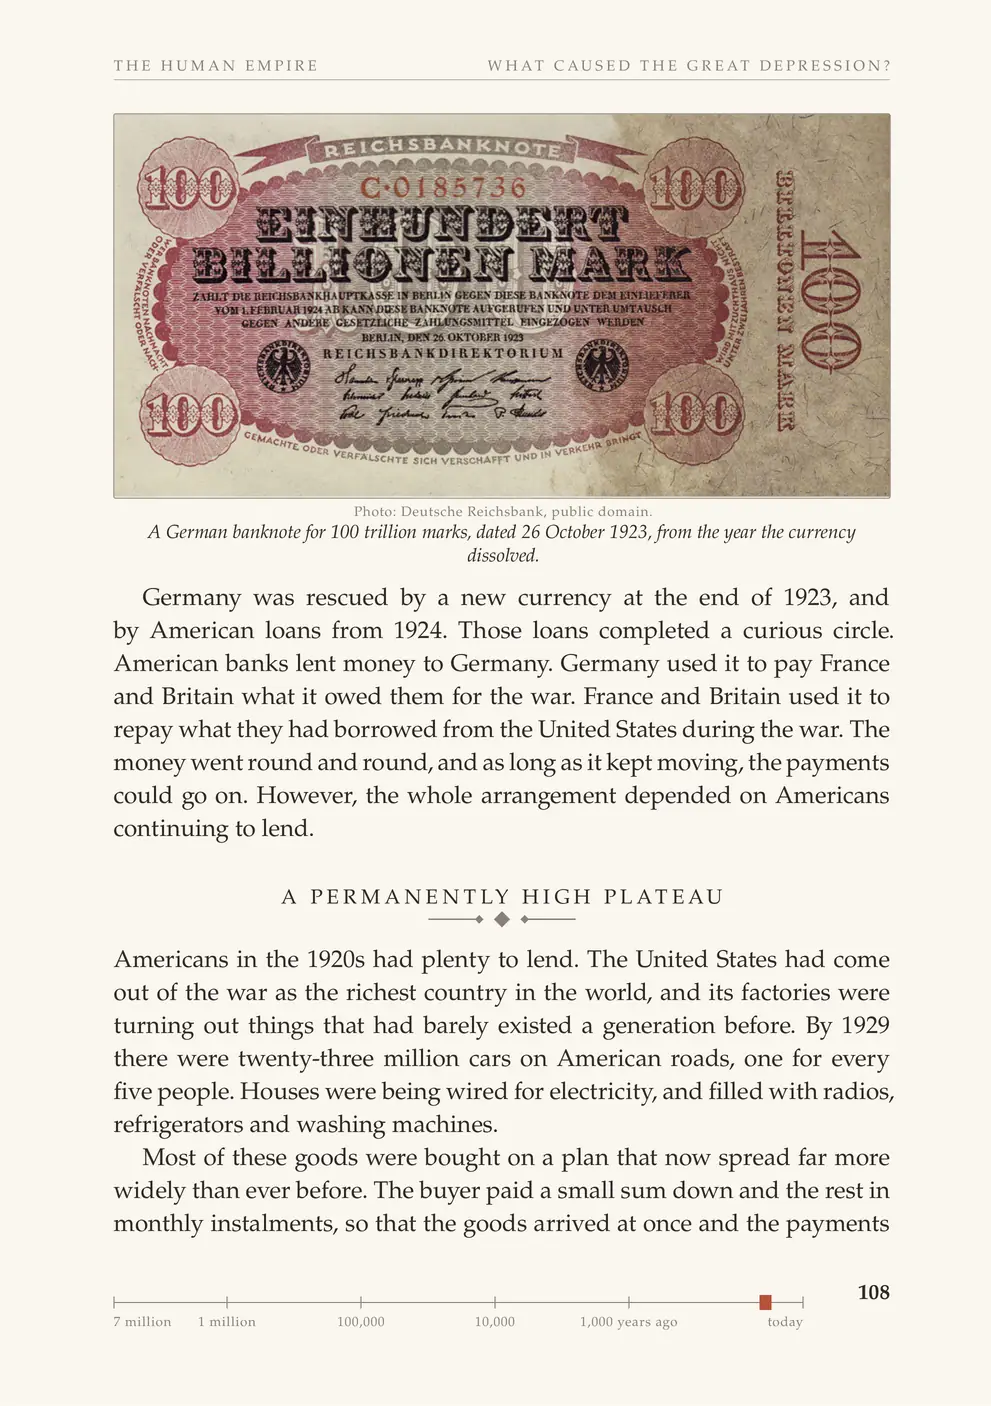 THE HUMAN EMPIRE
WHAT CAUSED THE GREAT DEPRESSION?
REICHSBANKNOTE
C·0185736
100
100
EINHUNDERT
BILLIONEN MARK
ZAHLT DIE REICHSBANKHAUPTKASSE IN BERLIN GEGEN DIESE BANKNOTE DEM EINLIEFERER
VOM 1. FEBRUAR 1924 AB KANN DIESE BANKNOTE AUFGERUFEN UND UNTER UMTAUSCH
GEGEN ANDERE GESETZLICHE ZAHLUNGSMITTEL EINGEZOGEN WERDEN
BERLIN, DEN 26. OKTOBER 1923
REICHSBANKDIREKTORIUM
100
100
WER BANKNOTEN NACHMACHT
ODER VERFÄLSCHT ODER NACH
GEMACHTE ODER VERFÄLSCHTE SICH VERSCHAFFT UND IN VERKEHR BRINGT
WIRD MIT ZUCHTHAUS NICHT
UNTER ZWEI JAHREN BESTRAFT
100
BILLIONEN MARK
Photo: Deutsche Reichsbank, public domain.
A German banknote for 100 trillion marks, dated 26 October 1923, from the year the currency
dissolved.
Germany was rescued by a new currency at the end of 1923, and
by American loans from 1924. Those loans completed a curious circle.
American banks lent money to Germany. Germany used it to pay France
and Britain what it owed them for the war. France and Britain used it to
repay what they had borrowed from the United States during the war. The
money went round and round, and as long as it kept moving, the payments
could go on. However, the whole arrangement depended on Americans
continuing to lend.
A PERMANENTLY HIGH PLATEAU
Americans in the 1920s had plenty to lend. The United States had come
out of the war as the richest country in the world, and its factories were
turning out things that had barely existed a generation before. By 1929
there were twenty-three million cars on American roads, one for every
five people. Houses were being wired for electricity, and filled with radios,
refrigerators and washing machines.
Most of these goods were bought on a plan that now spread far more
widely than ever before. The buyer paid a small sum down and the rest in
monthly instalments, so that the goods arrived at once and the payments
108
7 million
1 million
100,000
10,000
1,000 years ago
today